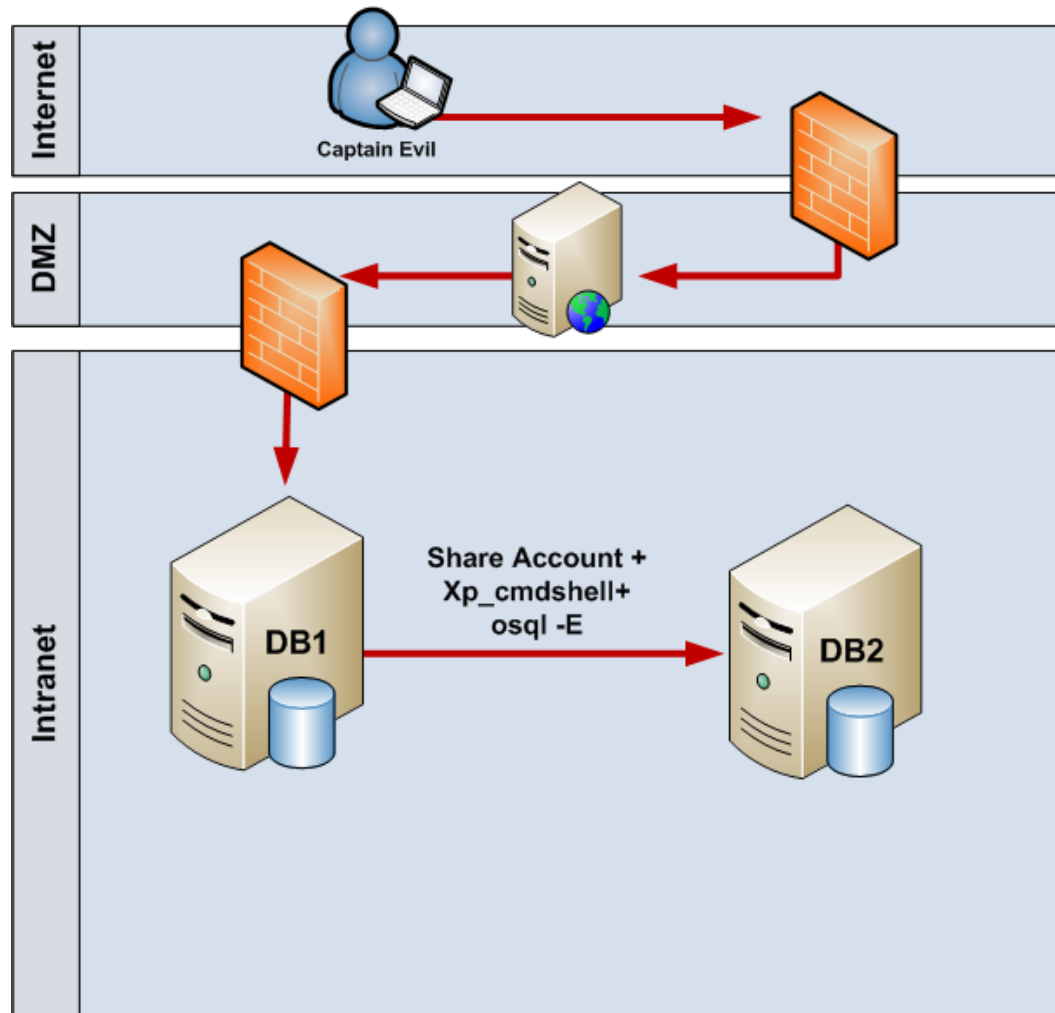 Internet
Captain Evil
DMZ
Intranet
Share Account +
Xp_cmdshell+
osql -E
DB1
DB2